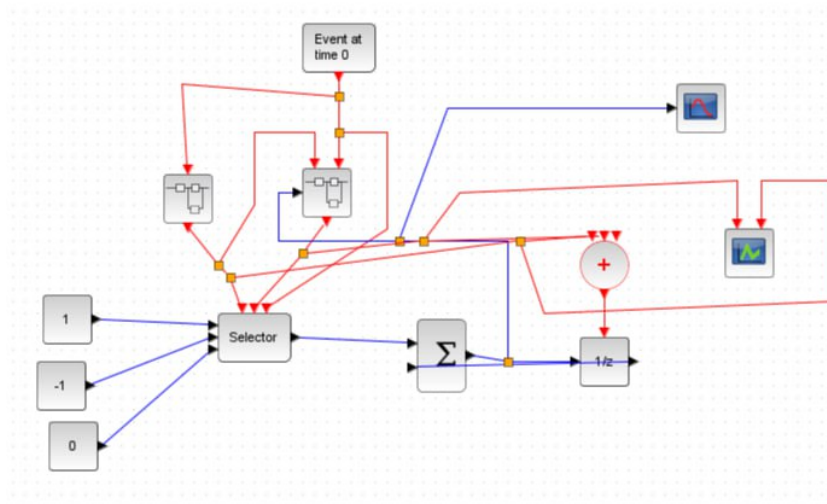 Event at
time 0
+
1
Selector
Σ
1/z
-1
0